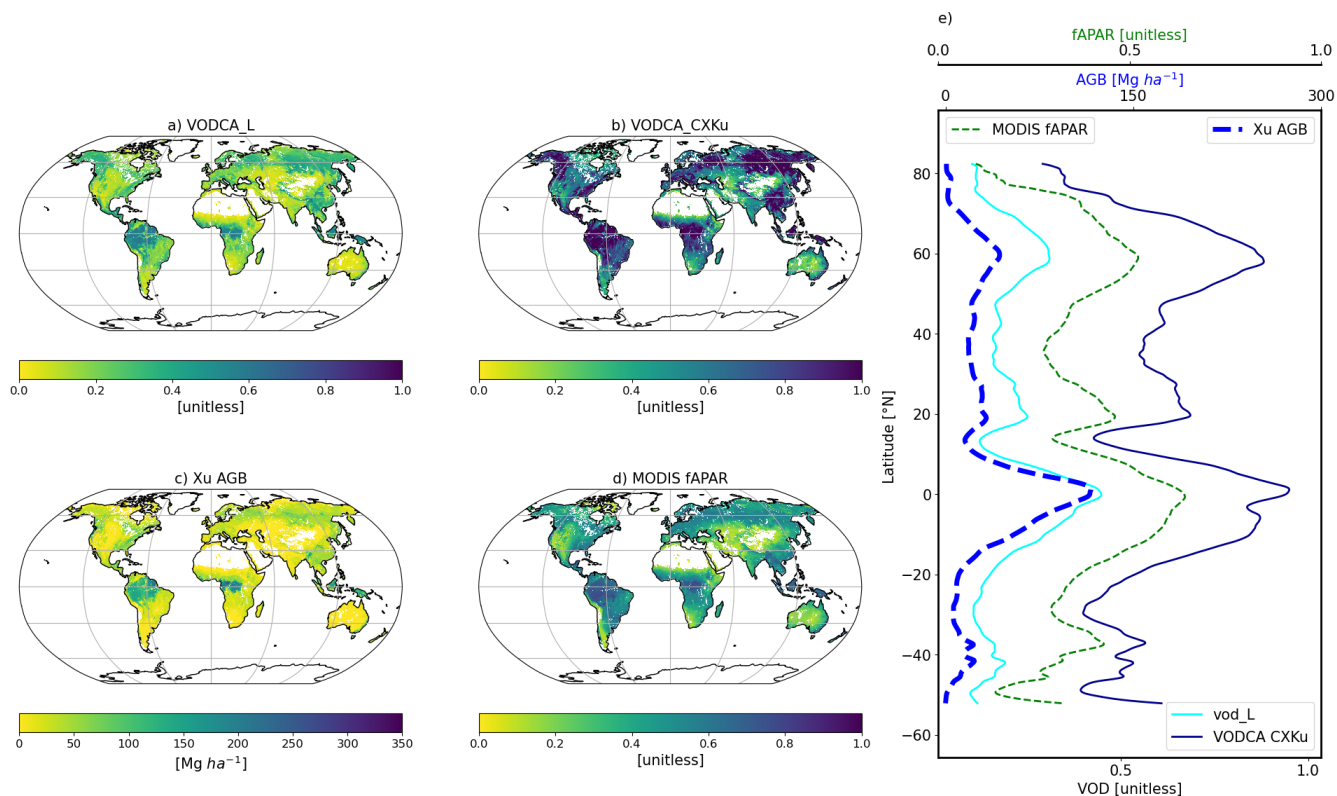 a) VODCA_L
0.0 0.2 0.4 0.6 0.8 1.0
[unitless]
b) VODCA_CXKu
0.0 0.2 0.4 0.6 0.8 1.0
[unitless]
c) Xu AGB
0 50 100 150 200 250 300 350
[Mg ha⁻¹]
d) MODIS fAPAR
0.0 0.2 0.4 0.6 0.8 1.0
[unitless]
e)
fAPAR [unitless]
0.0 0.5 1.0
AGB [Mg ha⁻¹]
0 150 300
MODIS fAPAR
Xu AGB
80
60
40
20
0
−20
−40
−60
Latitude [°N]
vod_L
VODCA CXKu
0.5 1.0
VOD [unitless]